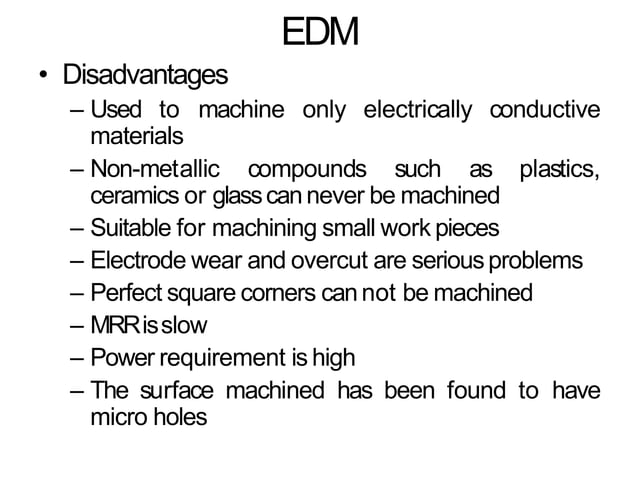 EDM
• Disadvantages
– Used to machine only electrically conductive
materials
– Non-metallic compounds such as plastics,
ceramics or glass can never be machined
– Suitable for machining small work pieces
– Electrode wear and overcut are serious problems
– Perfect square corners can not be machined
– MRR is slow
– Power requirement is high
– The surface machined has been found to have
micro holes